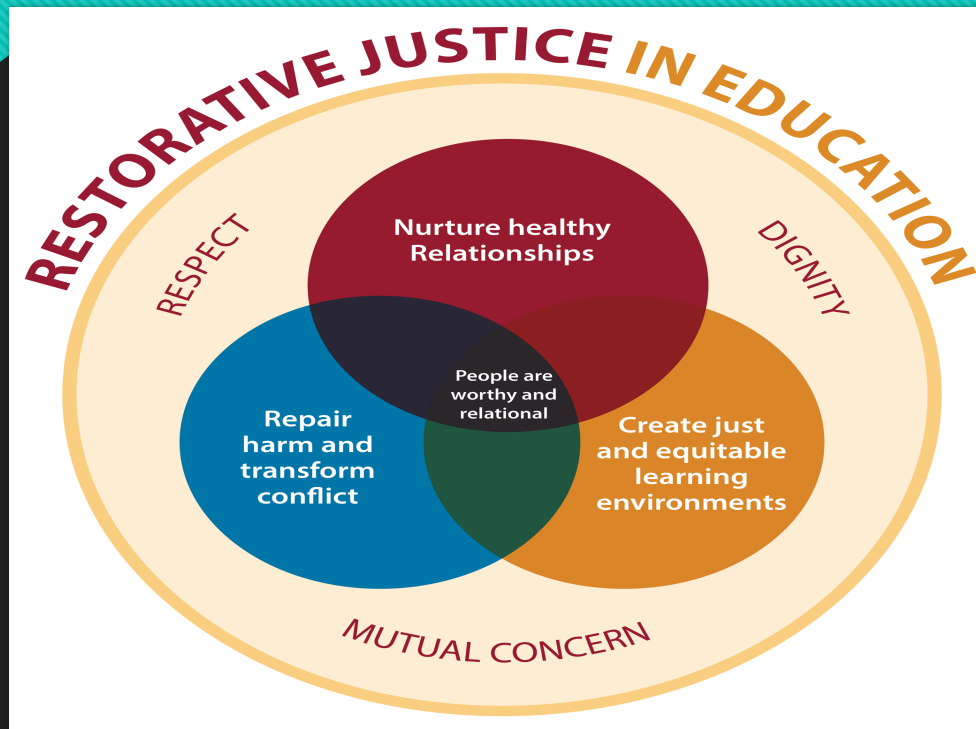 RESTORATIVE JUSTICE IN EDUCATION
RESPECT
DIGNITY
Nurture healthy
Relationships
People are
worthy and
relational
Repair
harm and
transform
conflict
Create just
and equitable
learning
environments
MUTUAL CONCERN